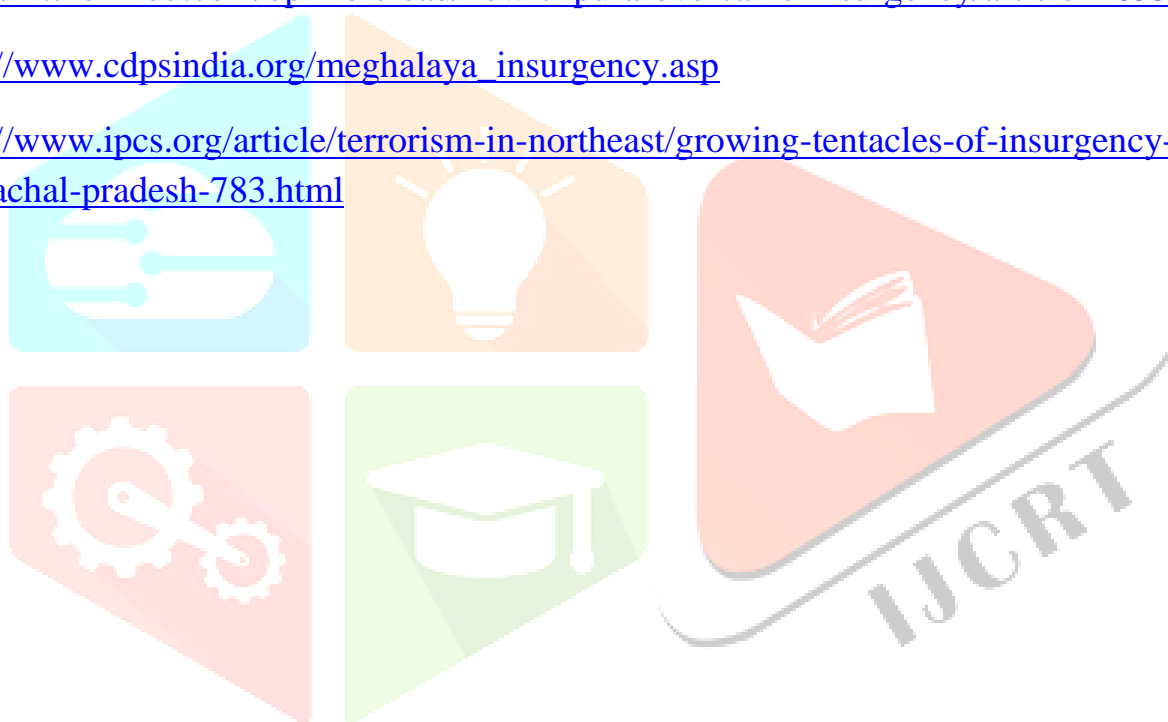 //www.cdpsindia.org/meghalaya_insurgency.asp
//www.ipcs.org/article/terrorism-in-northeast/growing-tentacles-of-insurgency-
achal-pradesh-783.html
IJCRT